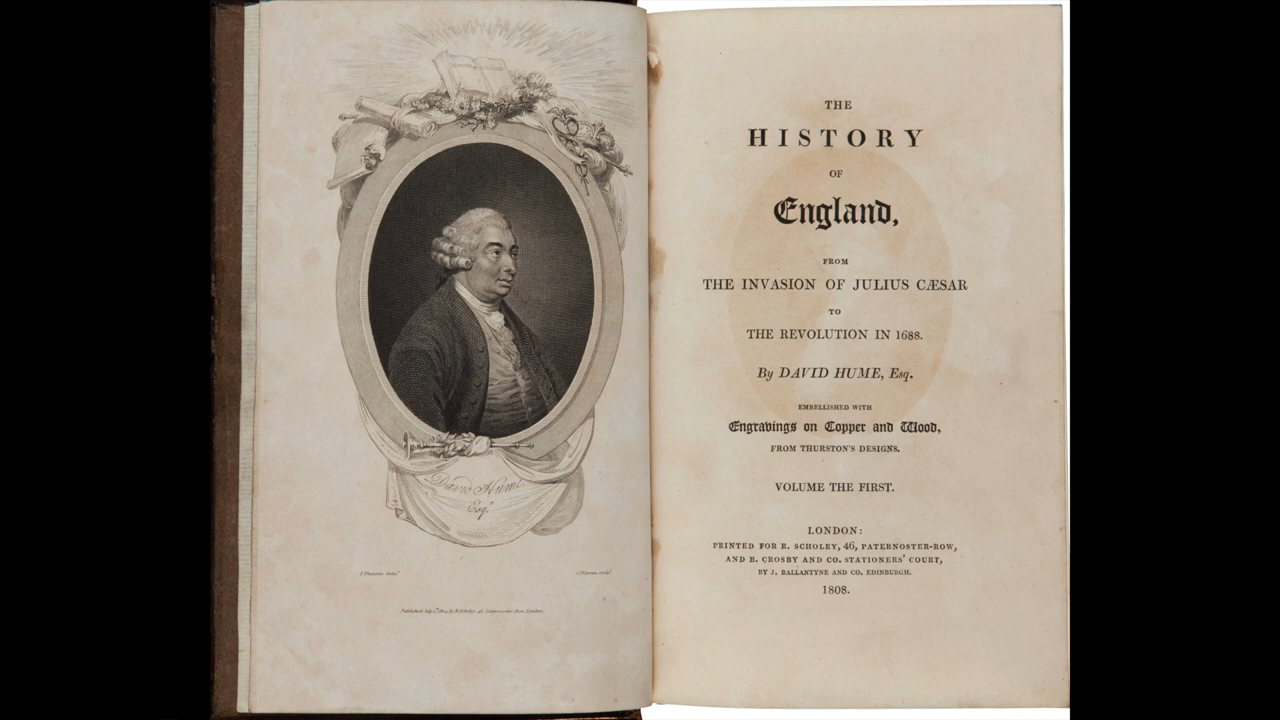 David Hume
Esqr.
THE
HISTORY
OF
England,
FROM
THE INVASION OF JULIUS CÆSAR
TO
THE REVOLUTION IN 1688.
By DAVID HUME, Esq.
EMBELLISHED WITH
Engravings on Copper and Wood,
FROM THURSTON'S DESIGNS.
VOLUME THE FIRST.
LONDON:
PRINTED FOR R. SCHOLEY, 46, PATERNOSTER-ROW,
AND B. CROSBY AND CO. STATIONERS' COURT,
BY J. BALLANTYNE AND CO. EDINBURGH.
1808.